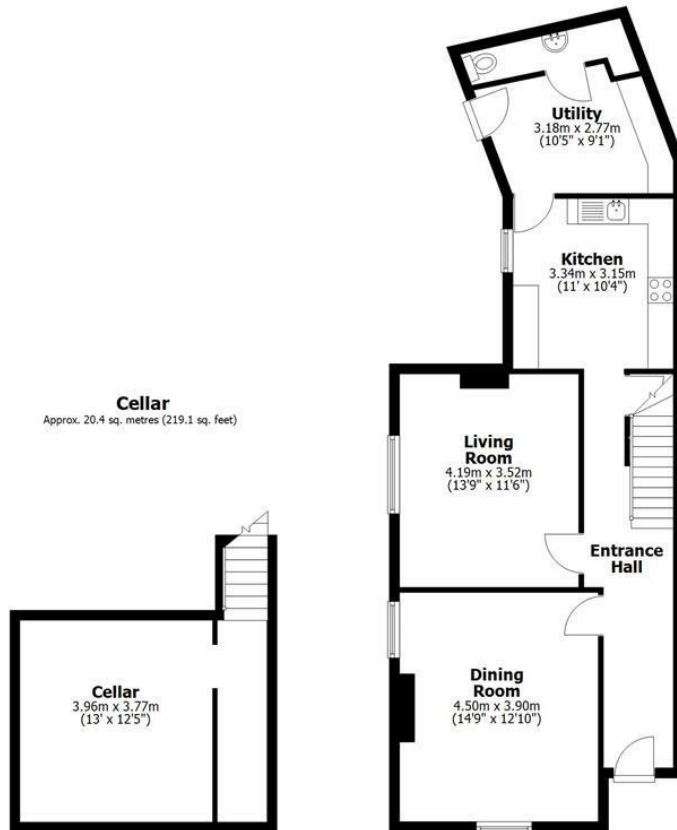 Cellar
Approx. 20.4 sq. metres (219.1 sq. feet)
Cellar
3.96m x 3.77m
(13' x 12'5")
Utility
3.18m x 2.77m
(10'5" x 9'1")
Kitchen
3.34m x 3.15m
(11' x 10'4")
Living
Room
4.19m x 3.52m
(13'9" x 11'6")
Entrance
Hall
Dining
Room
4.50m x 3.90m
(14'9" x 12'10")